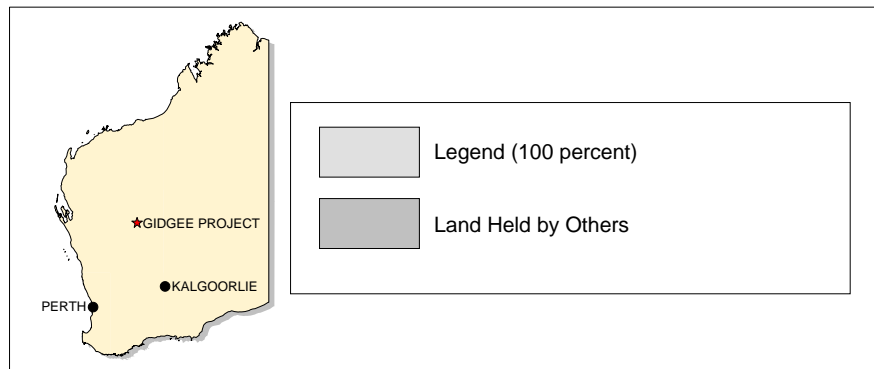 Legend (100 percent)
Land Held by Others
GIDGEE PROJECT
KALGOORLIE
PERTH